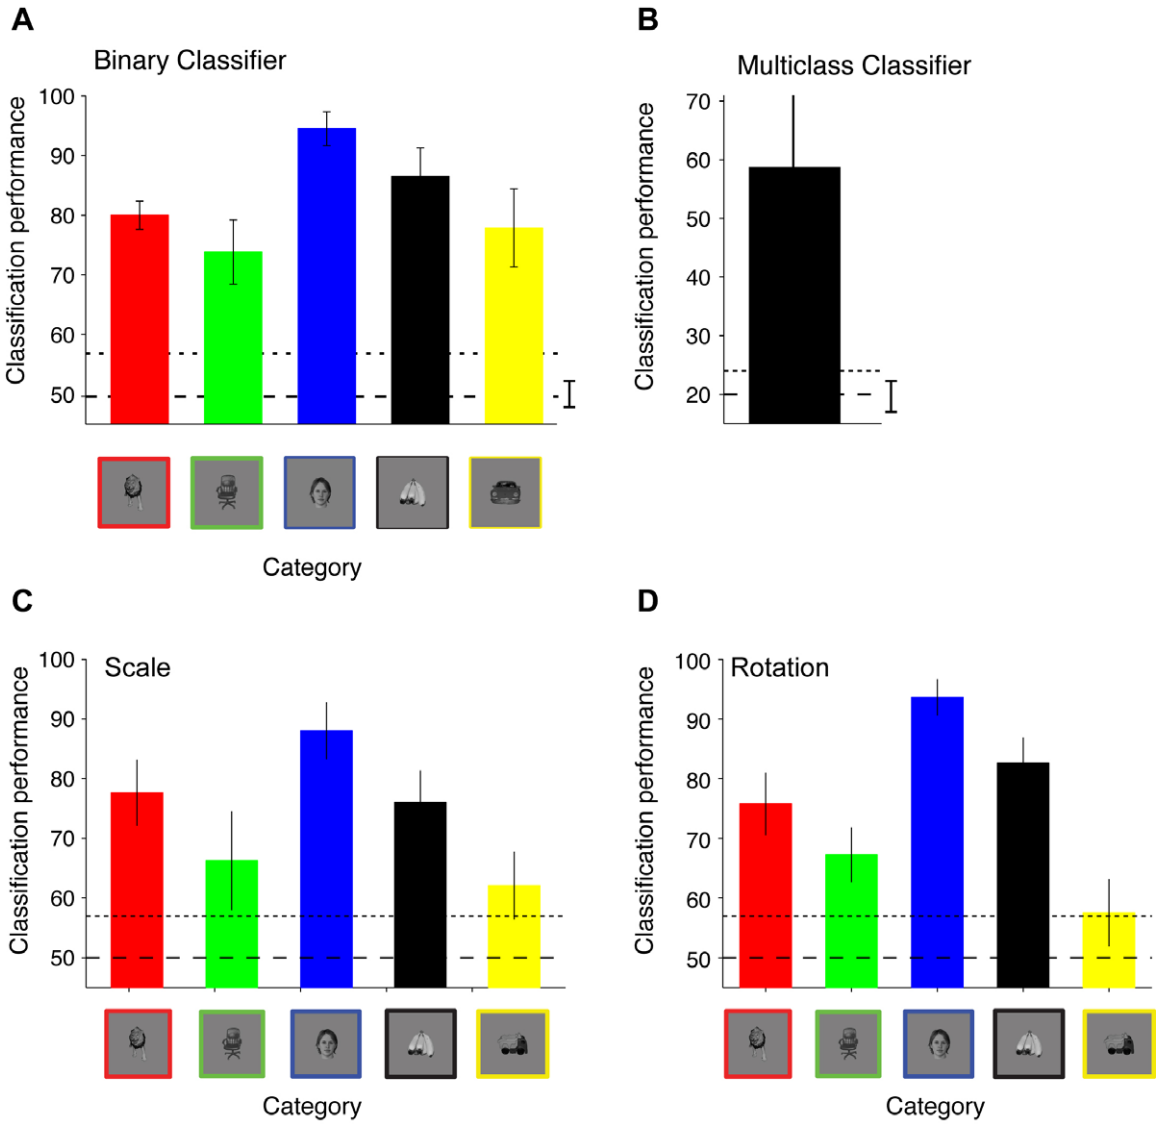 A
Binary Classifier
Classification performance
100
90
80
70
60
50
Category
B
Multiclass Classifier
Classification performance
70
60
50
40
30
20
C
Scale
Classification performance
100
90
80
70
60
50
Category
D
Rotation
Classification performance
100
90
80
70
60
50
Category